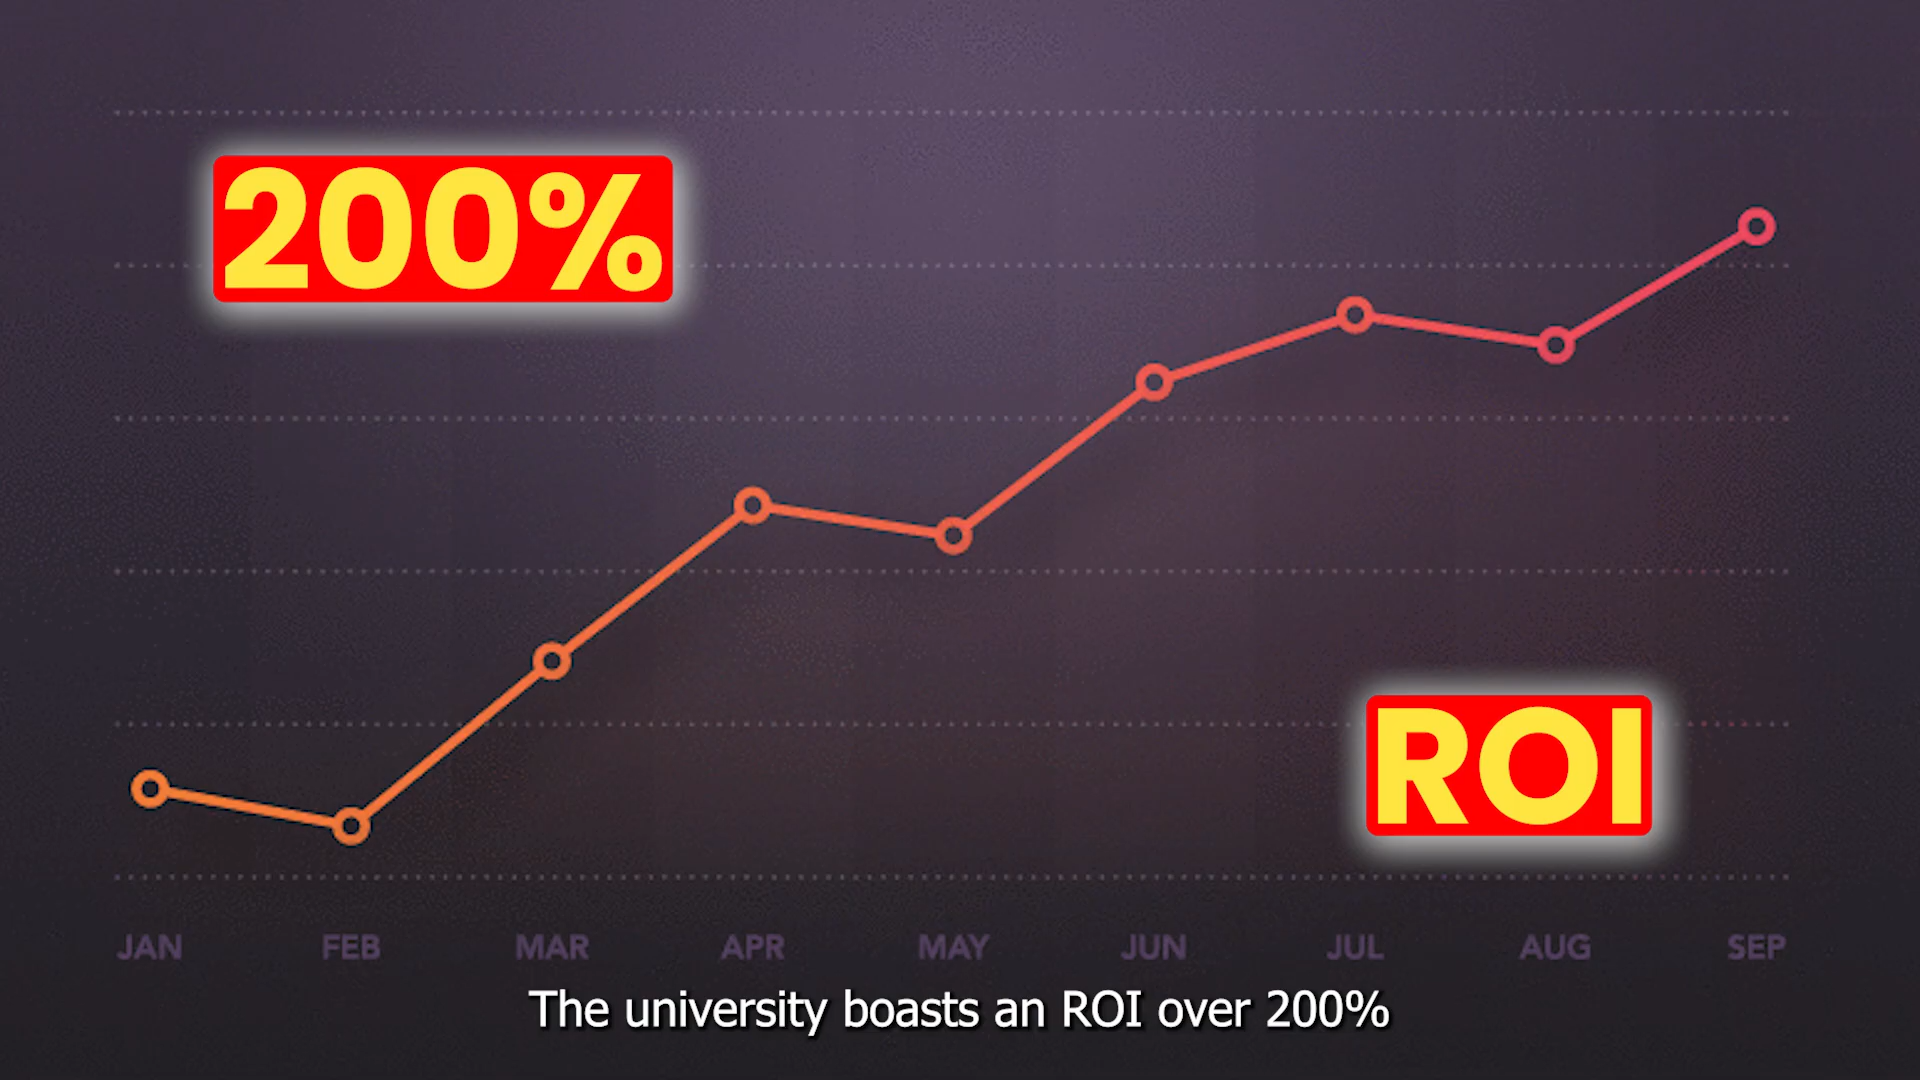 200%
ROI
JAN FEB MAR APR MAY JUN JUL AUG SEP
The university boasts an ROI over 200%